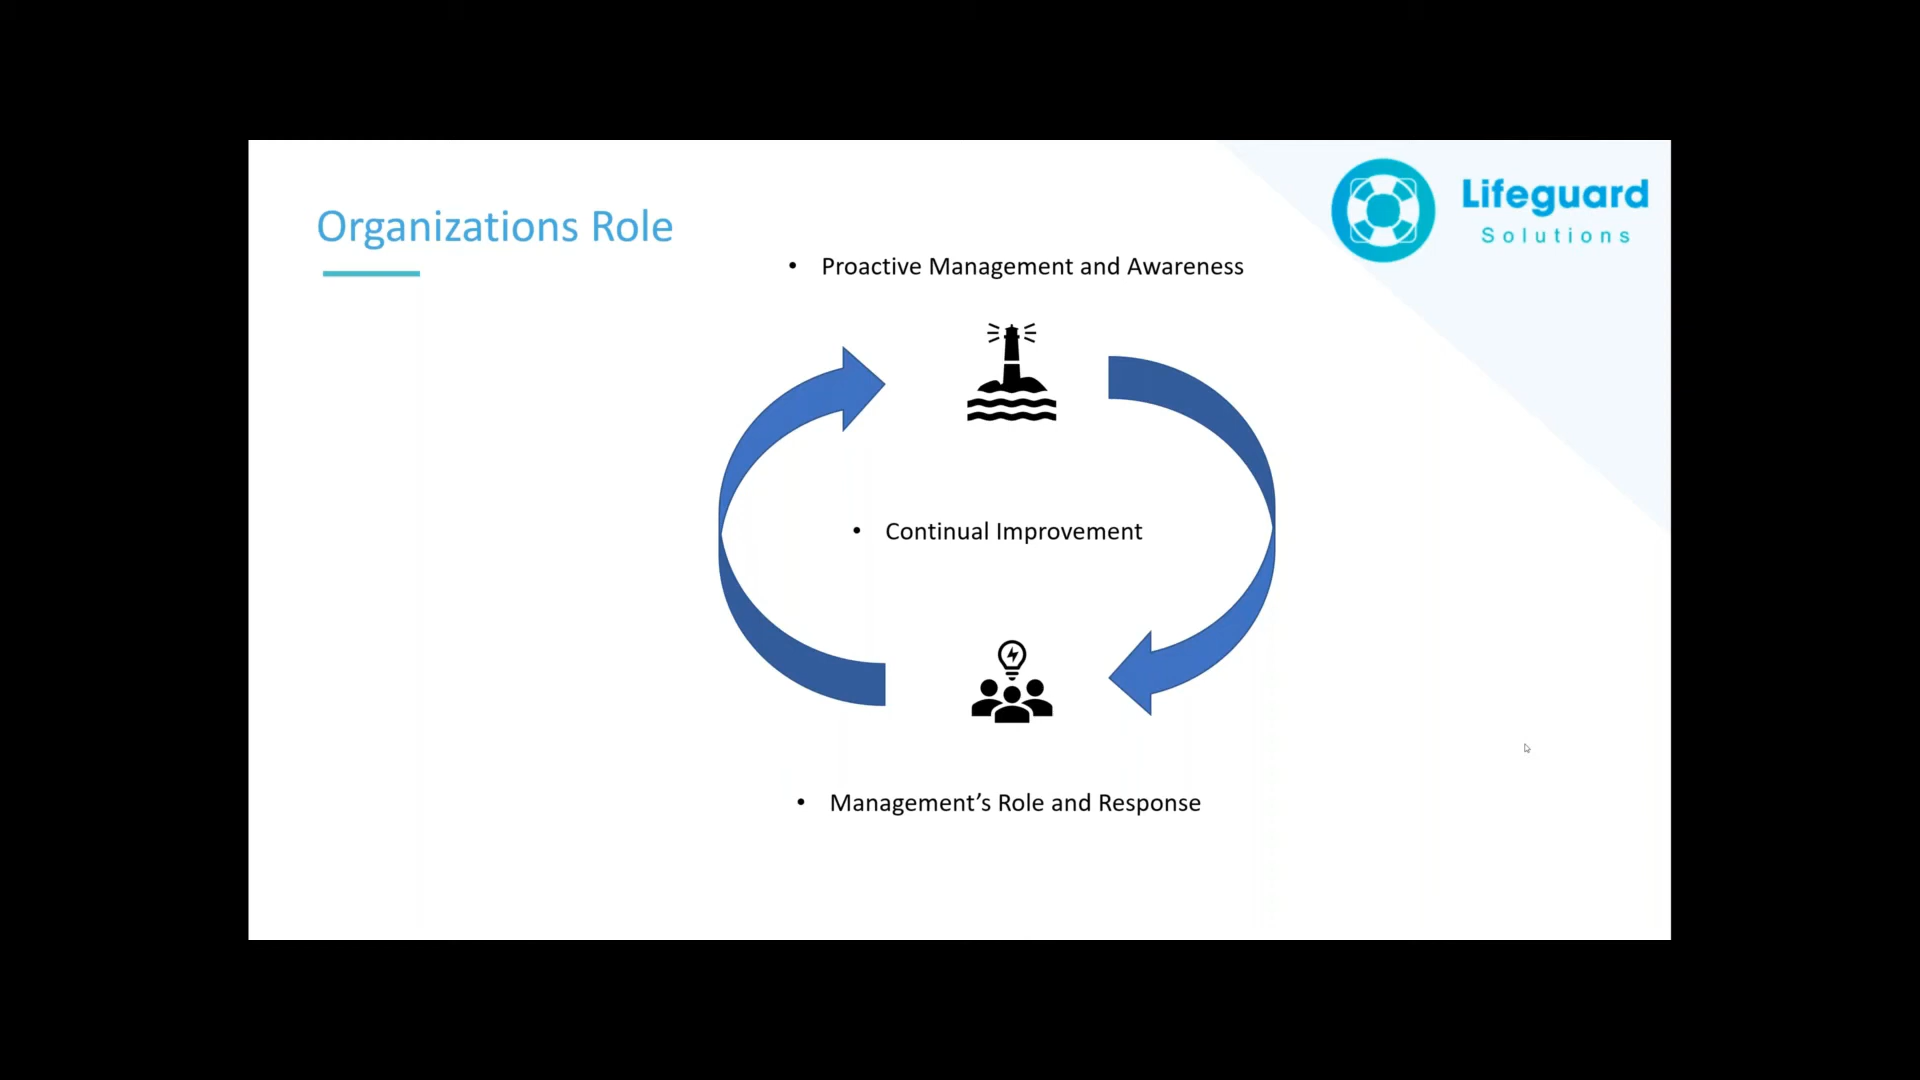 Organizations Role
Lifeguard
Solutions
• Proactive Management and Awareness
• Continual Improvement
• Management’s Role and Response